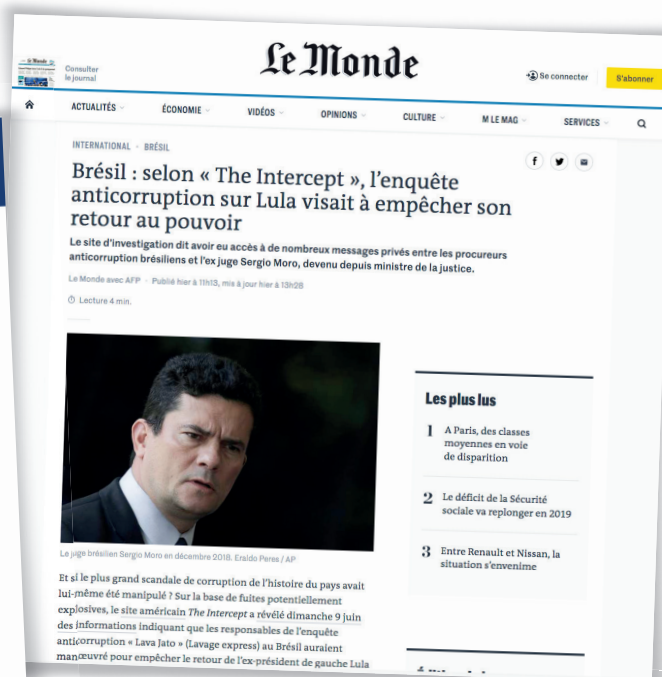 Le Monde
Consulter
le journal
Se connecter
S'abonner
ACTUALITÉS
ÉCONOMIE
VIDÉOS
OPINIONS
CULTURE
M LE MAG
SERVICES
INTERNATIONAL · BRÉSIL
Brésil : selon « The Intercept », l'enquête
anticorruption sur Lula visait à empêcher son
retour au pouvoir
Le site d'investigation dit avoir eu accès à de nombreux messages privés entre les procureurs
anticorruption brésiliens et l'ex juge Sergio Moro, devenu depuis ministre de la justice.
Le Monde avec AFP · Publié hier à 11h13, mis à jour hier à 13h28
Lecture 4 min.
Le juge brésilien Sergio Moro en décembre 2018. Eraldo Peres / AP
Et si le plus grand scandale de corruption de l'histoire du pays avait
lui-même été manipulé ? Sur la base de fuites potentiellement
explosives, le site américain The Intercept a révélé dimanche 9 juin
des informations indiquant que les responsables de l'enquête
anticorruption « Lava Jato » (Lavage express) au Brésil auraient
manœuvré pour empêcher le retour de l'ex-président de gauche Lula
Les plus lus
1 A Paris, des classes
moyennes en voie
de disparition
2 Le déficit de la Sécurité
sociale va replonger en 2019
3 Entre Renault et Nissan, la
situation s'envenime